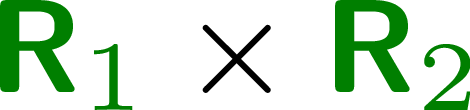 R₁ × R₂